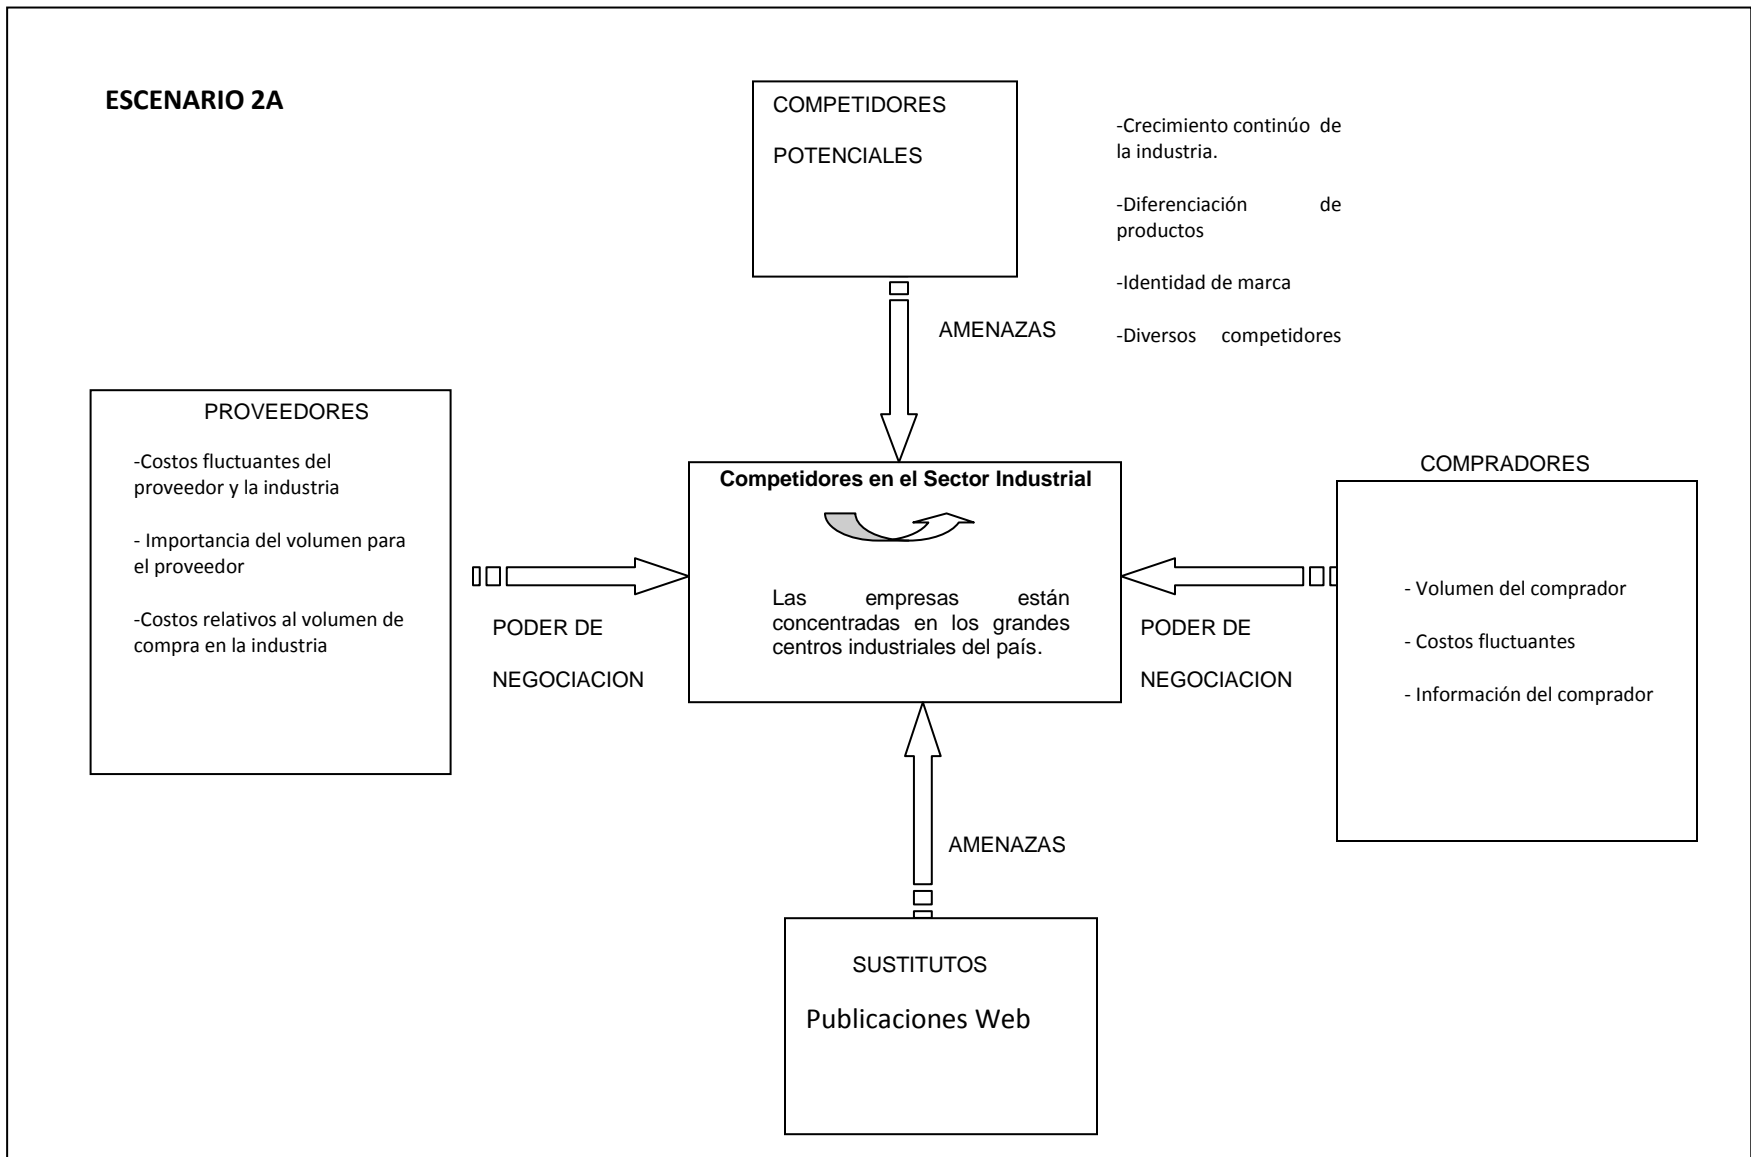 ESCENARIO 2A
COMPETIDORES
POTENCIALES
-Crecimiento continúo de
la industria.
-Diferenciación de
productos
-Identidad de marca
-Diversos competidores
AMENAZAS
PROVEEDORES
-Costos fluctuantes del
proveedor y la industria
- Importancia del volumen para
el proveedor
-Costos relativos al volumen de
compra en la industria
PODER DE
NEGOCIACION
Competidores en el Sector Industrial
Las empresas están
concentradas en los grandes
centros industriales del país.
COMPRADORES
- Volumen del comprador
- Costos fluctuantes
- Información del comprador
PODER DE
NEGOCIACION
AMENAZAS
SUSTITUTOS
Publicaciones Web